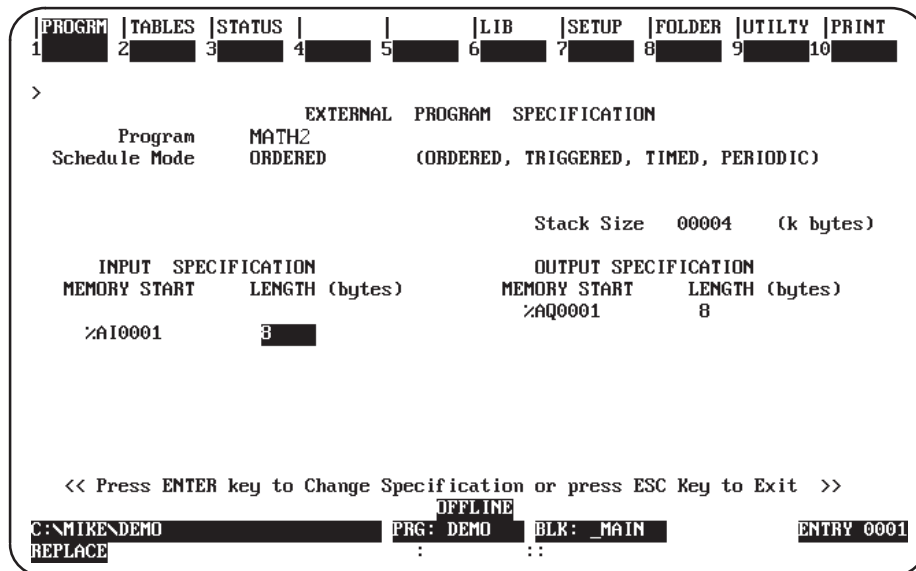 |PROGRM |TABLES |STATUS | | |LIB |SETUP |FOLDER |UTILTY |PRINT
1 2 3 4 5 6 7 8 9 10
>
EXTERNAL PROGRAM SPECIFICATION
Program MATH2
Schedule Mode ORDERED (ORDERED, TRIGGERED, TIMED, PERIODIC)
Stack Size 00004 (k bytes)
INPUT SPECIFICATION OUTPUT SPECIFICATION
MEMORY START LENGTH (bytes) MEMORY START LENGTH (bytes)
%AQ0001 8
%AI0001 8
<< Press ENTER key to Change Specification or press ESC Key to Exit >>
OFFLINE
C:\MIKE\DEMO PRG: DEMO BLK: _MAIN ENTRY 0001
REPLACE : ::